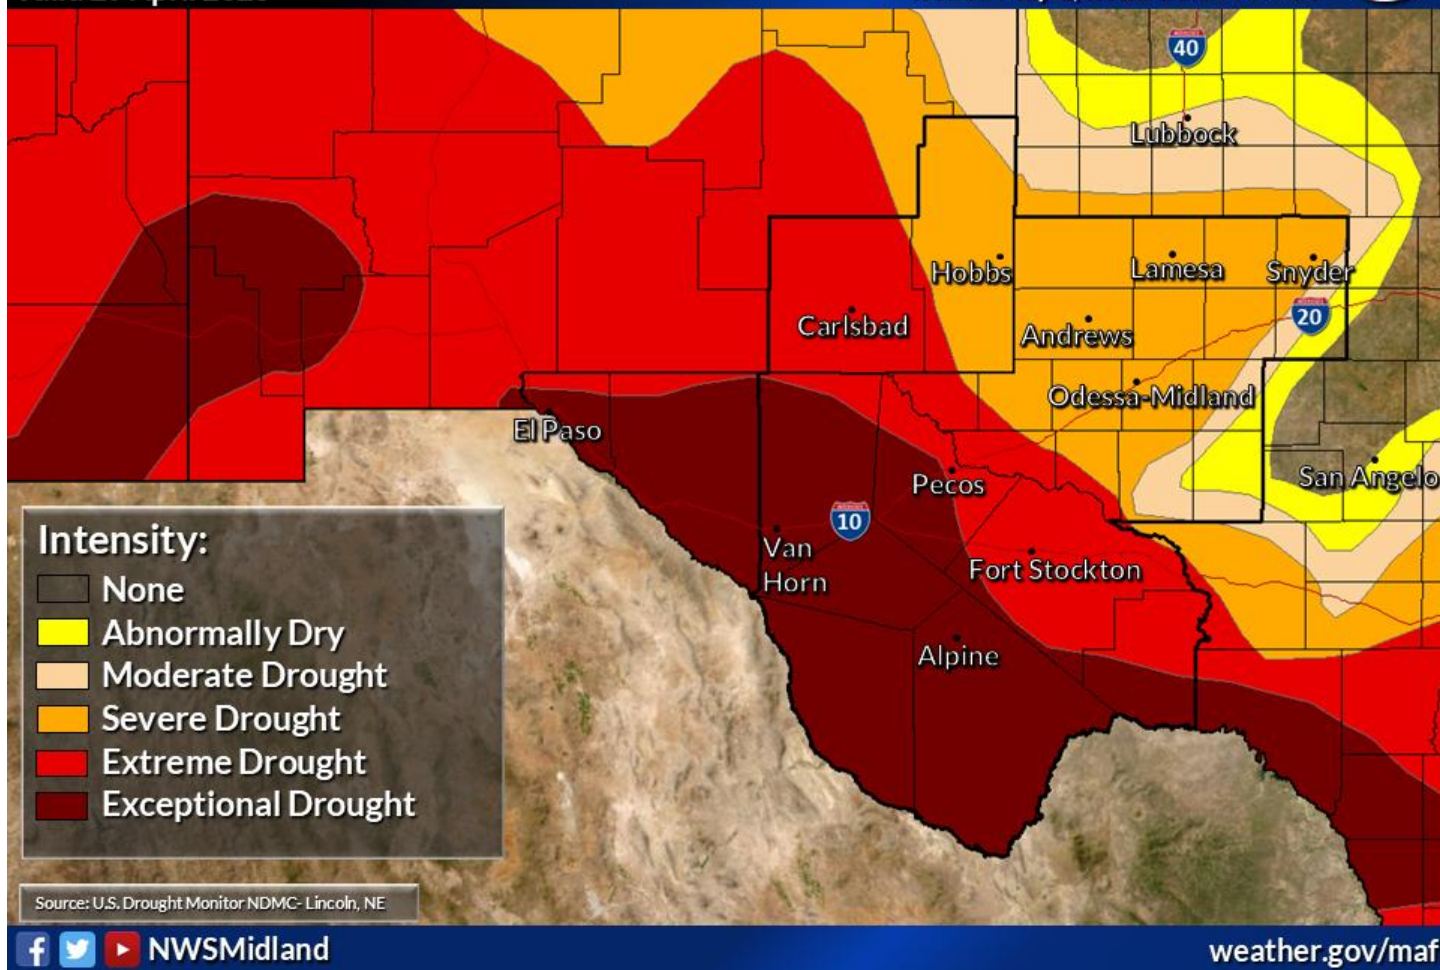 40
Lubbock
Hobbs
Lamesa
Snyder
20
Carlsbad
Andrews
Odessa-Midland
El Paso
San Angelo
Pecos
10
Van
Horn
Fort Stockton
Alpine
Intensity:
None
Abnormally Dry
Moderate Drought
Severe Drought
Extreme Drought
Exceptional Drought
Source: U.S. Drought Monitor NDMC- Lincoln, NE
NWSMidland
weather.gov/maf